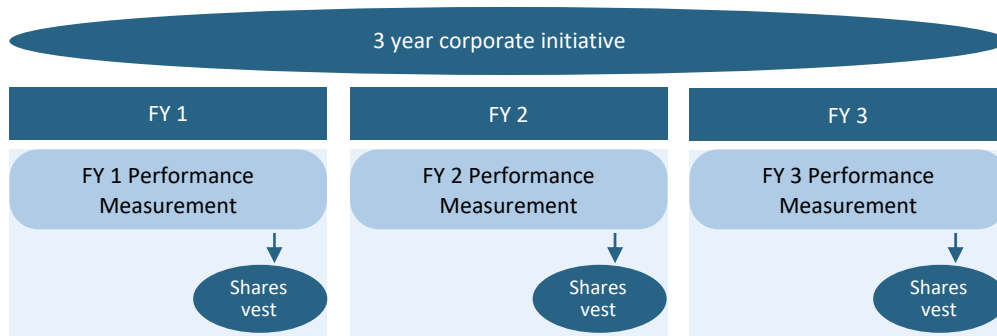 3 year corporate initiative
FY 1
FY 2
FY 3
FY 1 Performance
Measurement
FY 2 Performance
Measurement
FY 3 Performance
Measurement
Shares
vest
Shares
vest
Shares
vest